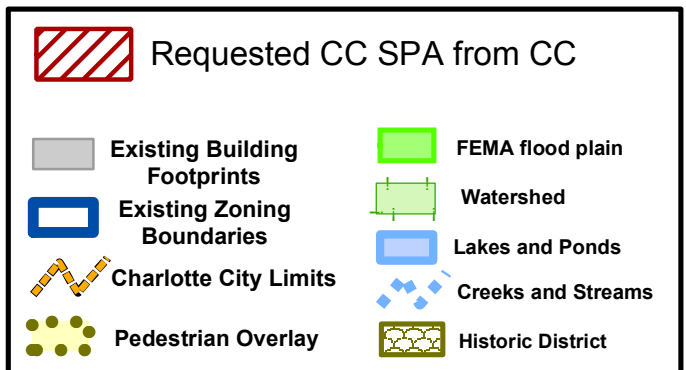 Requested CC SPA from CC
Existing Building
Footprints
Existing Zoning
Boundaries
Charlotte City Limits
Pedestrian Overlay
FEMA flood plain
Watershed
Lakes and Ponds
Creeks and Streams
Historic District